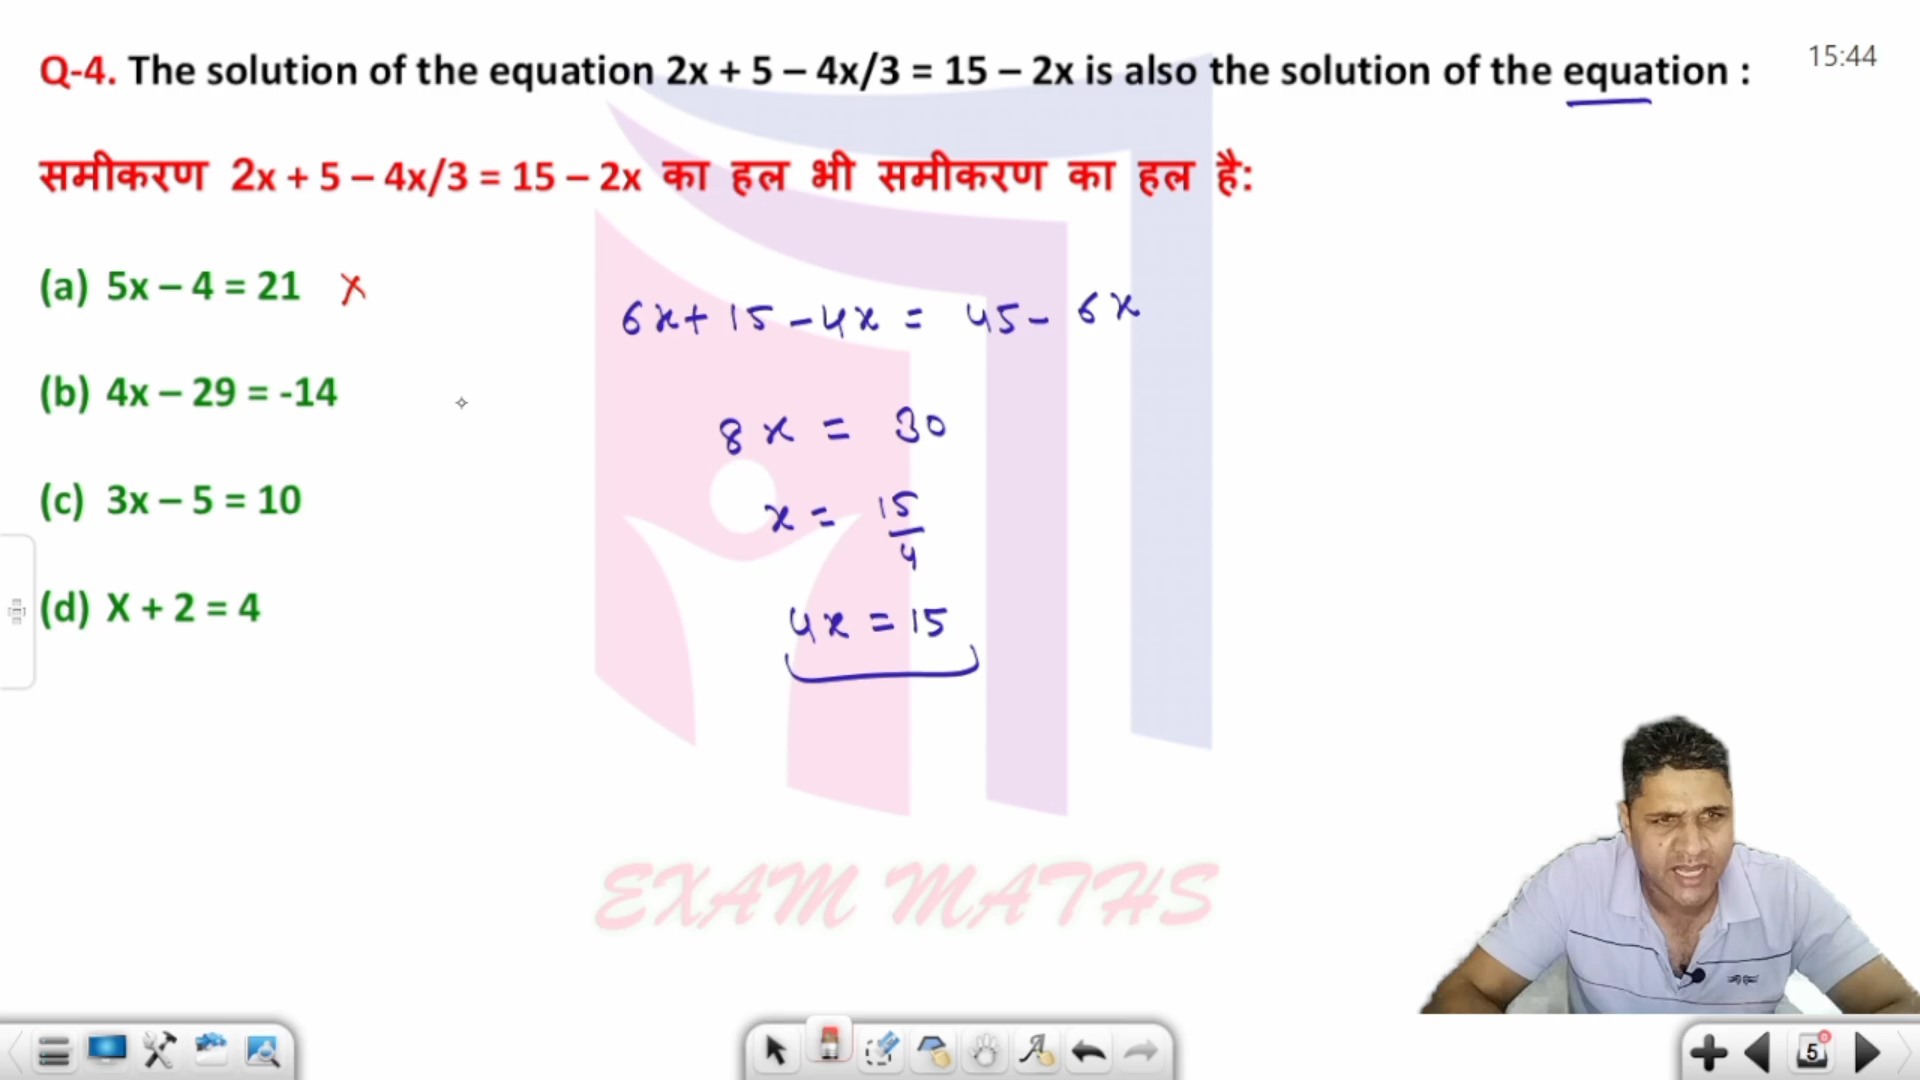 Q-4. The solution of the equation 2x + 5 – 4x/3 = 15 – 2x is also the solution of the equation :
15:44
समीकरण 2x + 5 – 4x/3 = 15 – 2x का हल भी समीकरण का हल है:
(a) 5x – 4 = 21 x
6x + 15 – 4x = 45 – 6x
(b) 4x – 29 = -14
8x = 30
(c) 3x – 5 = 10
x = 15/4
(d) X + 2 = 4
4x = 15
EXAM MATHS
5